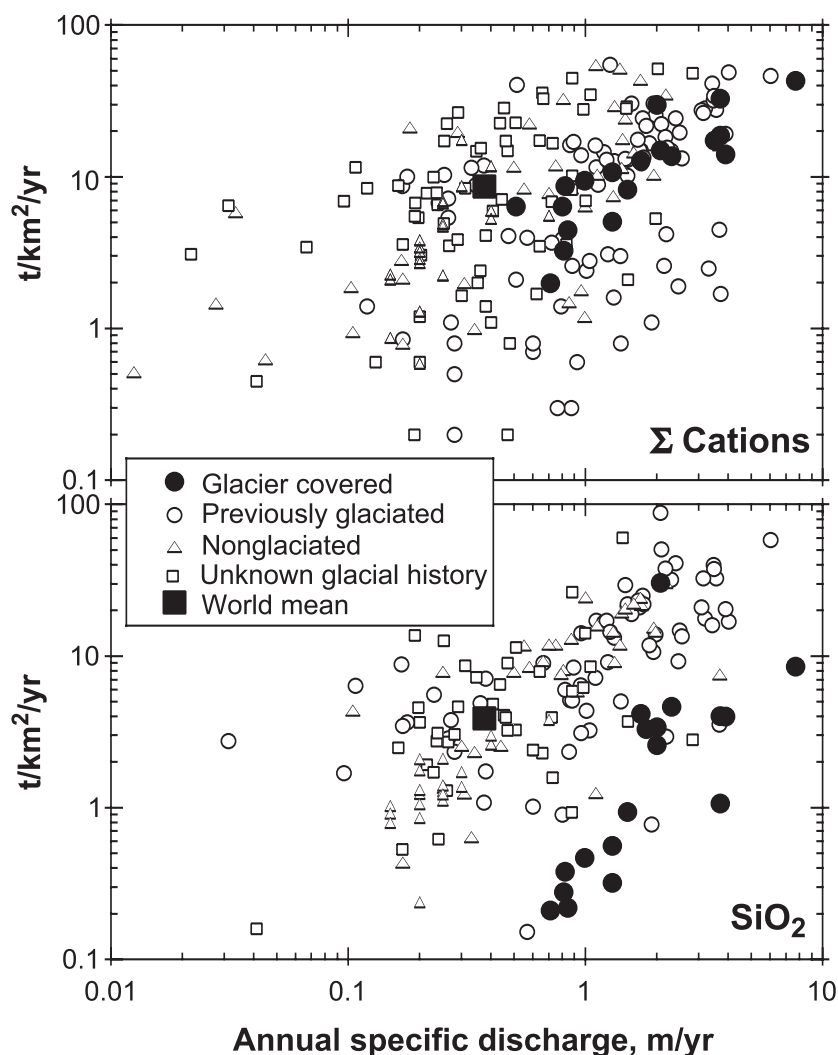 100
10
1
0.1
t/km²/yr
Σ Cations
Glacier covered
Previously glaciated
Nonglaciated
Unknown glacial history
World mean
100
10
1
0.1
t/km²/yr
SiO₂
0.01 0.1 1 10
Annual specific discharge, m/yr